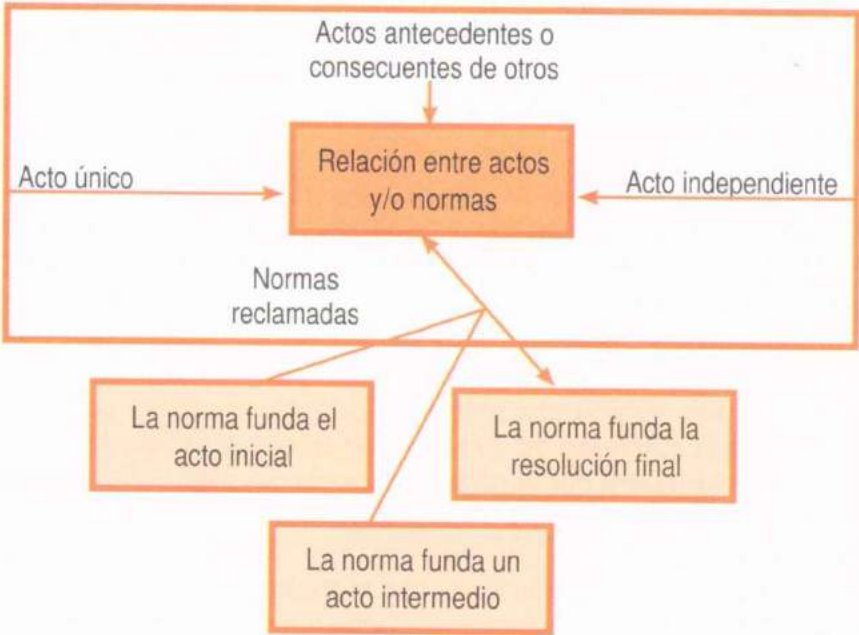 Actos antecedentes o
consecuentes de otros
Relación entre actos
y/o normas
Acto único
Acto independiente
Normas
reclamadas
La norma funda el
acto inicial
La norma funda la
resolución final
La norma funda un
acto intermedio